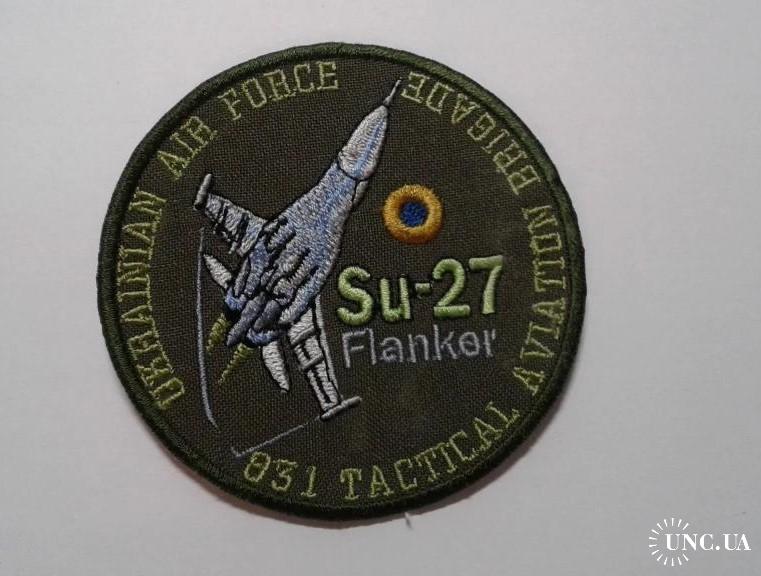 UKRAINIAN AIR FORCE
831 TACTICAL AVIATION BRIGADE
Su-27
Flanker
UNC.UA